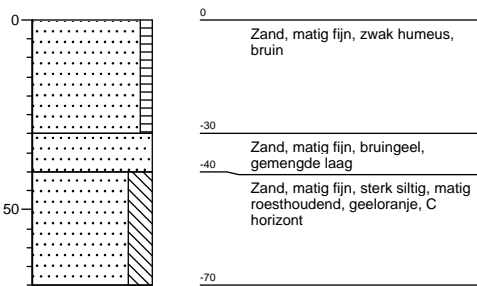 0
0
Zand, matig fijn, zwak humeus,
bruin
-30
Zand, matig fijn, bruingeel,
gemengde laag
-40
Zand, matig fijn, sterk siltig, matig
roesthoudend, geeloranje, C
horizont
50
-70